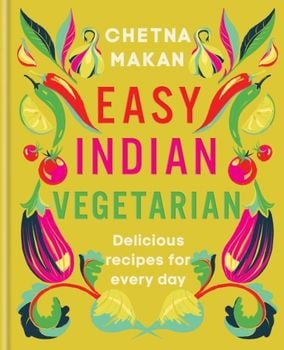 CHETNA
MAKAN
EASY
INDIAN
VEGETARIAN
Delicious
recipes for
every day